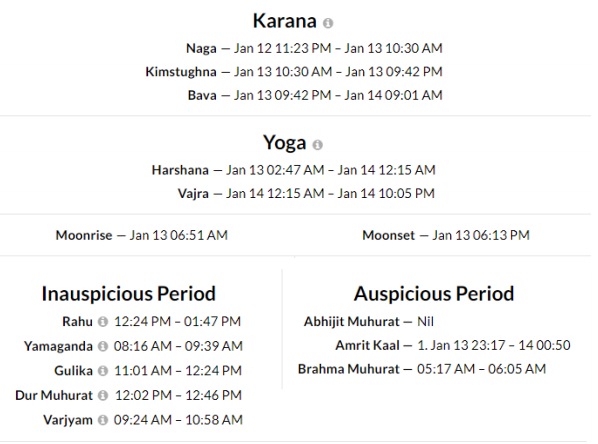 Karana
Naga — Jan 12 11:23 PM – Jan 13 10:30 AM
Kimstughna — Jan 13 10:30 AM – Jan 13 09:42 PM
Bava — Jan 13 09:42 PM – Jan 14 09:01 AM
Yoga
Harshana — Jan 13 02:47 AM – Jan 14 12:15 AM
Vajra — Jan 14 12:15 AM – Jan 14 10:05 PM
Moonrise — Jan 13 06:51 AM
Moonset — Jan 13 06:13 PM
Inauspicious Period
Rahu 12:24 PM – 01:47 PM
Yamaganda 08:16 AM – 09:39 AM
Gulika 11:01 AM – 12:24 PM
Dur Muhurat 12:02 PM – 12:46 PM
Varjyam 09:24 AM – 10:58 AM
Auspicious Period
Abhijit Muhurat — Nil
Amrit Kaal — 1. Jan 13 23:17 – 14 00:50
Brahma Muhurat — 05:17 AM – 06:05 AM